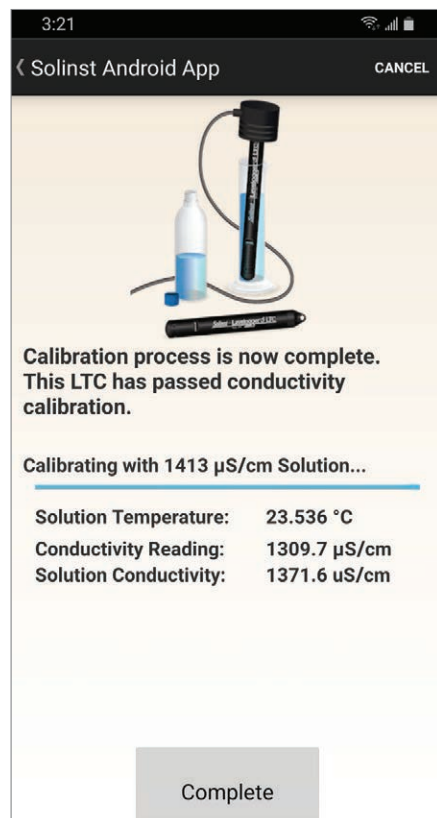 3:21
Solinst Android App
CANCEL
Calibration process is now complete.
This LTC has passed conductivity
calibration.
Calibrating with 1413 µS/cm Solution...
Solution Temperature: 23.536 °C
Conductivity Reading: 1309.7 µS/cm
Solution Conductivity: 1371.6 uS/cm
Complete